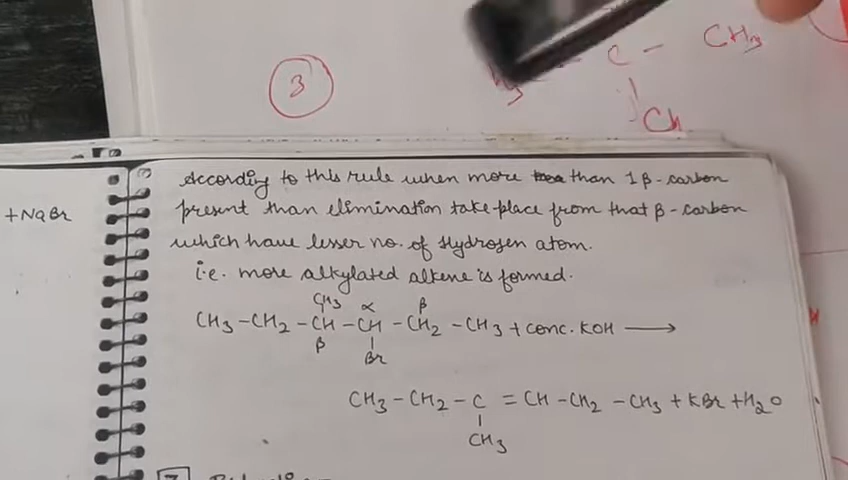 3
C – CH3
+NaBr
According to this rule when more than 1 β-carbon
present than elimination take place from that β-carbon
which have lesser no. of Hydrogen atom.
i.e. more alkylated alkene is formed.
CH3 α β
CH3-CH2-CH-CH-CH2-CH3 + conc. KOH ⟶
β Br
CH3-CH2-C=CH-CH2-CH3 + KBr + H2O
CH3